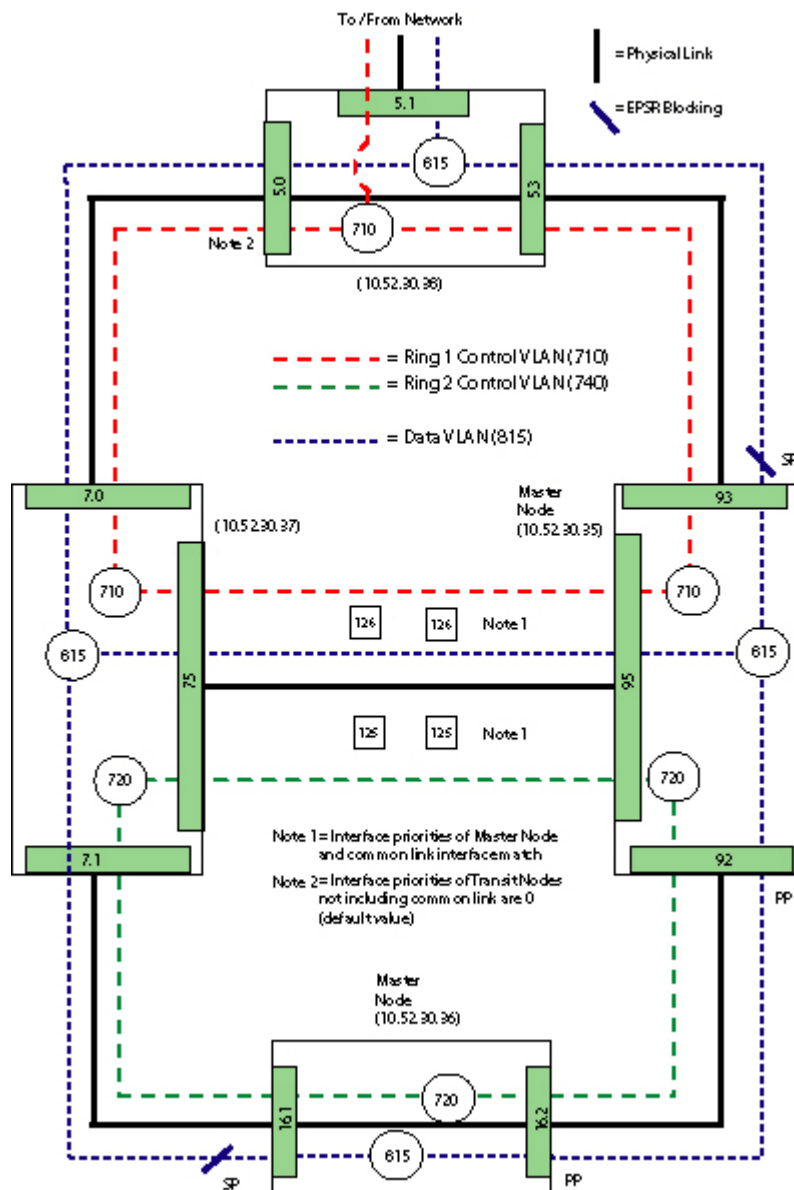 To /From Network
= Physical Link
= EPSR Blocking
5.1
5.0
53
615
710
Note 2
(10.52.30.38)
= Ring 1 Control VLAN (710)
= Ring 2 Control VLAN (740)
= Data VLAN (815)
SP
7.0
(10.52.30.37)
Master
Node
(10.52.30.35)
93
710
710
126
126
Note 1
615
615
75
95
125
125
Note 1
720
720
Note 1 = Interface priorities of Master Node
and common link interface match
7.1
92
Note 2 = Interface priorities of Transit Nodes
not including common link are 0
(default value)
PP
Master
Node
(10.52.30.36)
720
161
16.2
615
SP
PP